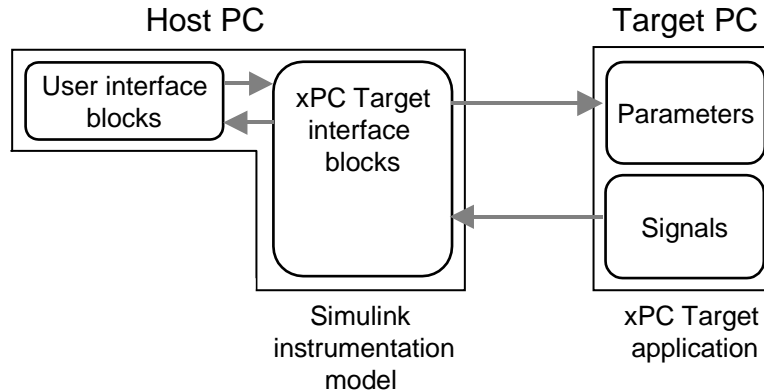 Host PC
Target PC
User interface
blocks
xPC Target
interface
blocks
Parameters
Signals
Simulink
instrumentation
model
xPC Target
application